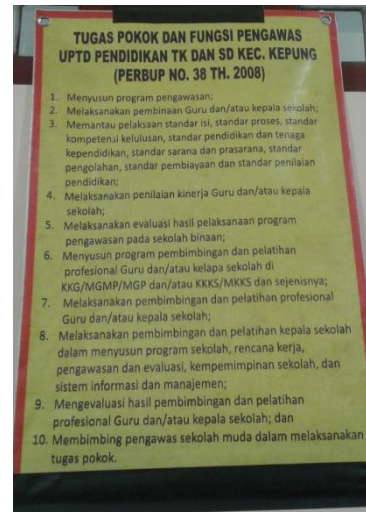 TUGAS POKOK DAN FUNGSI PENGAWAS
UPTD PENDIDIKAN TK DAN SD KEC. KEPUNG
(PERBUP NO. 38 TH. 2008)
1. Menyusun program pengawasan;
2. Melaksanakan pembinaan Guru dan/atau kepala sekolah;
3. Memantau pelaksaan standar isi, standar proses, standar
kompetensi kelulusan, standar pendidikan dan tenaga
kependidikan, standar sarana dan prasarana, standar
pengolahan, standar pembiayaan dan standar penilaian
pendidikan;
4. Melaksanakan penilaian kinerja Guru dan/atau kepala
sekolah;
5. Melaksanakan evaluasi hasil pelaksanaan program
pengawasan pada sekolah binaan;
6. Menyusun program pembimbingan dan pelatihan
profesional Guru dan/atau kelapa sekolah di
KKG/MGMP/MGP dan/atau KKKS/MKKS dan sejenisnya;
7. Melaksanakan pembimbingan dan pelatihan profesional
Guru dan/atau kepala sekolah;
8. Melaksanakan pembimbingan dan pelatihan kepala sekolah
dalam menyusun program sekolah, rencana kerja,
pengawasan dan evaluasi, kempemimpinan sekolah, dan
sistem informasi dan manajemen;
9. Mengevaluasi hasil pembimbingan dan pelatihan
profesional Guru dan/atau kepala sekolah; dan
10. Membimbing pengawas sekolah muda dalam melaksanakan
tugas pokok.